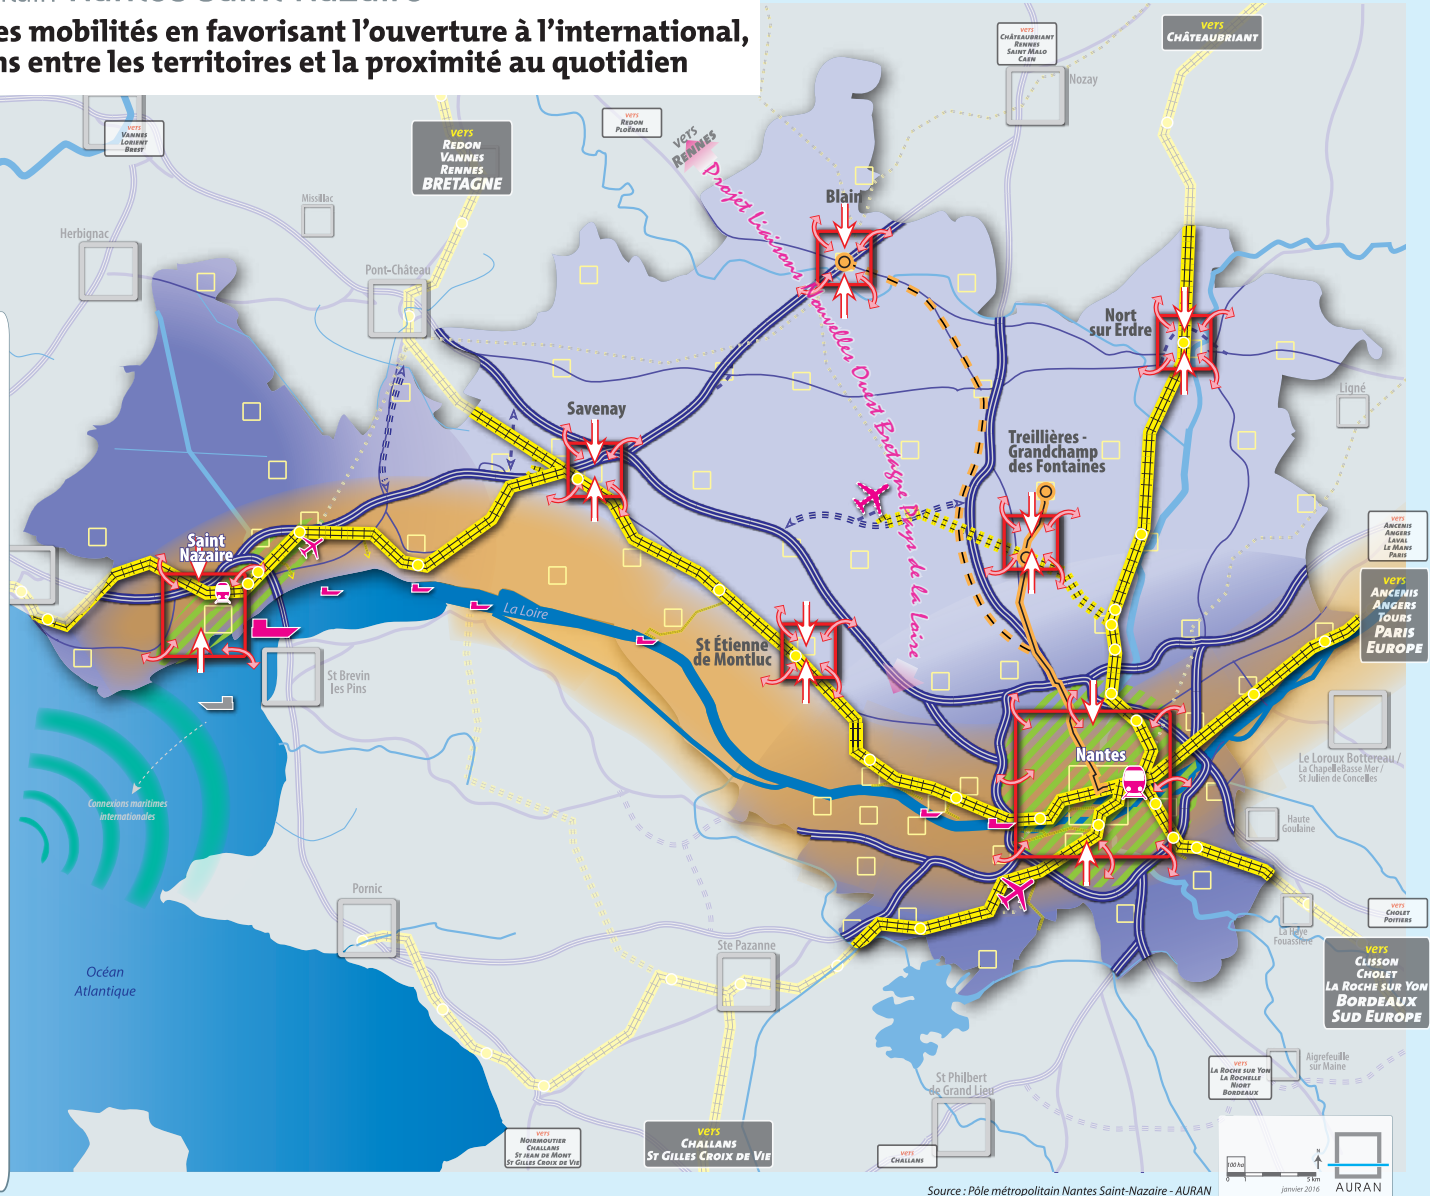 Nantes Saint-Nazaire
es mobilités en favorisant l'ouverture à l'international,
ns entre les territoires et la proximité au quotidien
vers
CHÂTEAUBRIANT
RENNES
SAINT MALO
CAEN
vers
CHÂTEAUBRIANT
Nozay
vers
VANNES
LORIENT
BREST
vers
REDON
VANNES
RENNES
BRETAGNE
vers
REDON
PLOËRMEL
vers
RENNES
Projet Liaisons Nouvelles Ouest Bretagne Pays de la Loire
Missillac
Herbignac
Pont-Château
Blain
Nort
sur Erdre
Ligné
Savenay
Treillières -
Grandchamp
des Fontaines
vers
ANCENIS
ANGERS
LAVAL
LE MANS
PARIS
vers
ANCENIS
ANGERS
TOURS
PARIS
EUROPE
Saint
Nazaire
La Loire
St Étienne
de Montluc
St Brevin
les Pins
Nantes
Le Loroux Bottereau /
La Chapelle Basse Mer /
St Julien de Concelles
Connexions maritimes
internationales
Haute
Goulaine
Pornic
Ste Pazanne
vers
CHOLET
POITIERS
La Haye
Fouassière
vers
CLISSON
CHOLET
LA ROCHE SUR YON
BORDEAUX
SUD EUROPE
Océan
Atlantique
Aigrefeuille
sur Maine
vers
LA ROCHE SUR YON
LA ROCHELLE
NIORT
BORDEAUX
St Philbert
de Grand Lieu
vers
NOIRMOUTIER
CHALLANS
ST JEAN DE MONT
ST GILLES CROIX DE VIE
vers
CHALLANS
ST GILLES CROIX DE VIE
vers
CHALLANS
100 ha
0 1 5 km
N
janvier 2016
AURAN
Source : Pôle métropolitain Nantes Saint-Nazaire - AURAN